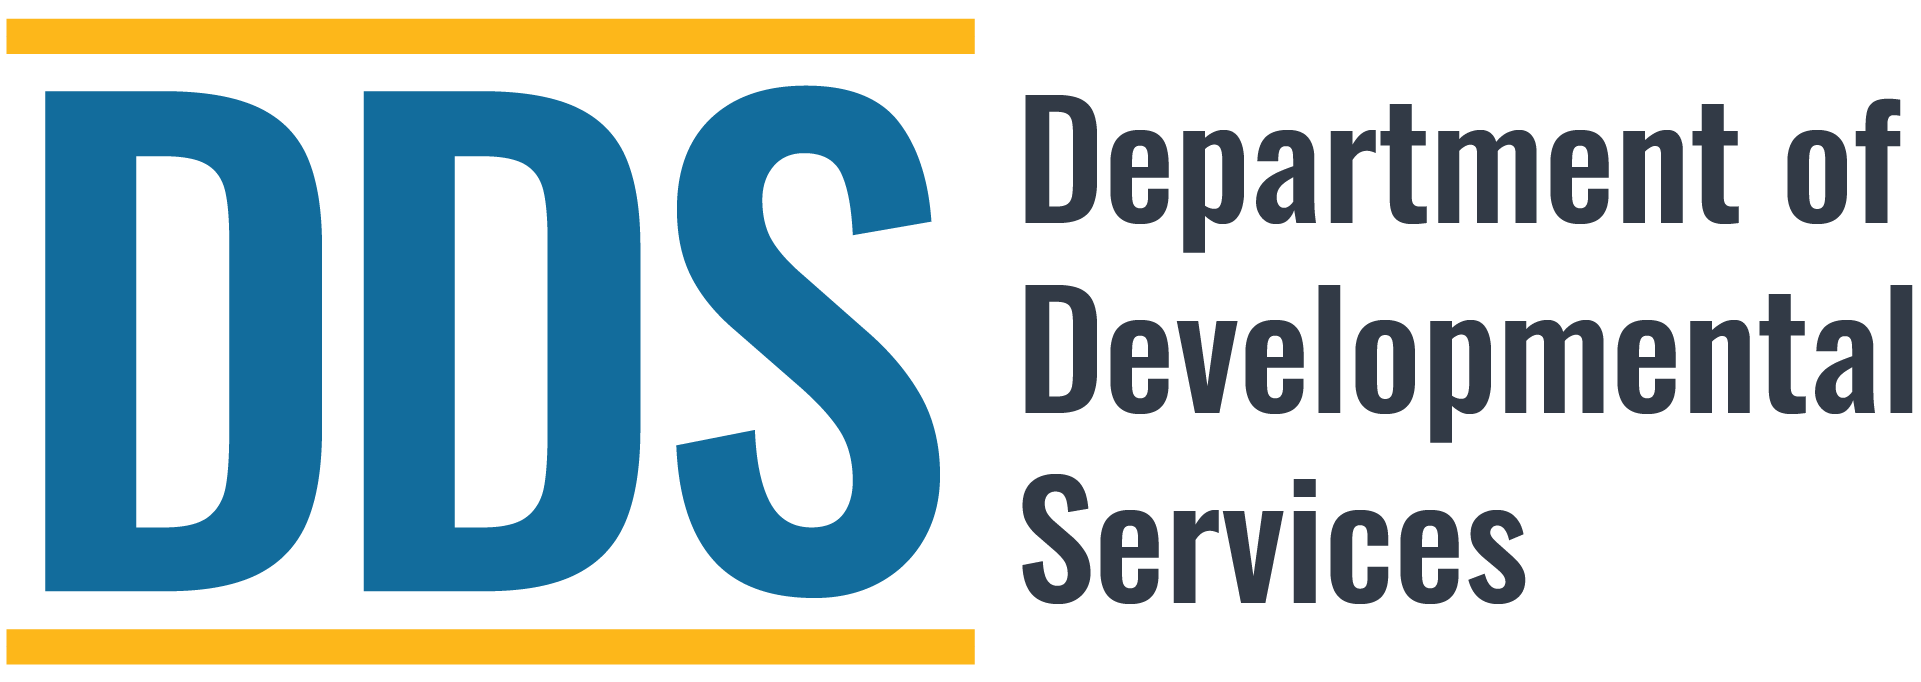 DDS
Department of
Developmental
Services